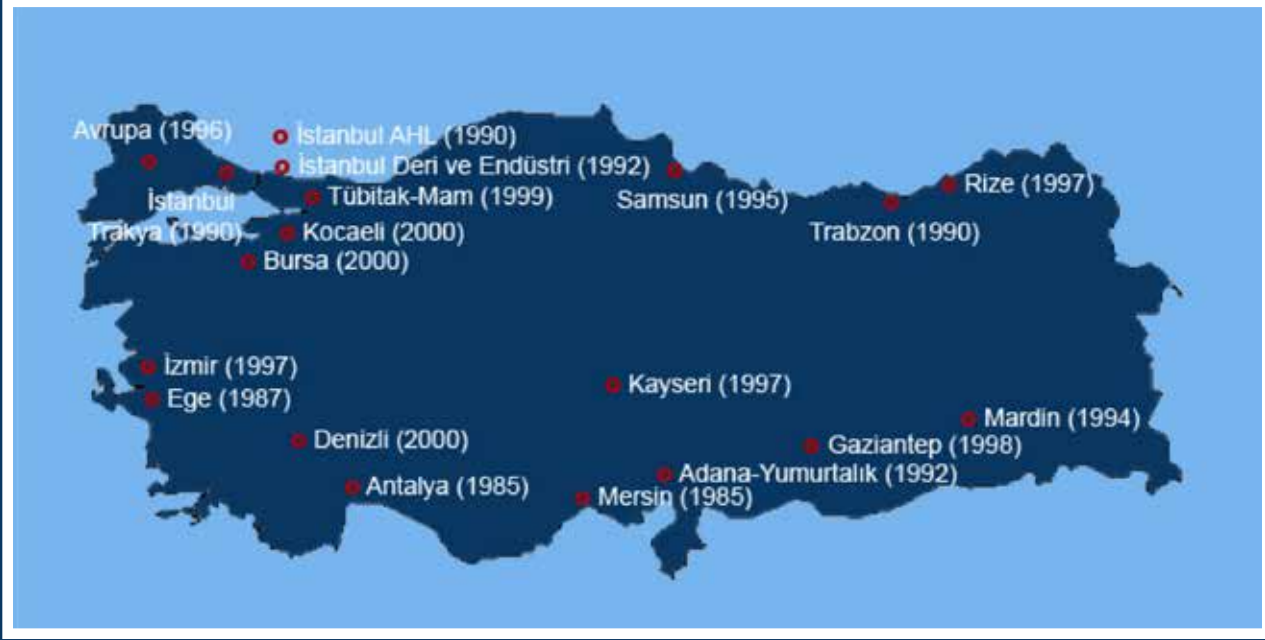 Avrupa (1996)
İstanbul AHL (1990)
İstanbul Deri ve Endüstri (1992)
Tübitak-Mam (1999)
İstanbul
Trakya (1990)
Kocaeli (2000)
Bursa (2000)
Samsun (1995)
Rize (1997)
Trabzon (1990)
İzmir (1997)
Ege (1987)
Kayseri (1997)
Denizli (2000)
Mardin (1994)
Gaziantep (1998)
Antalya (1985)
Adana-Yumurtalık (1992)
Mersin (1985)